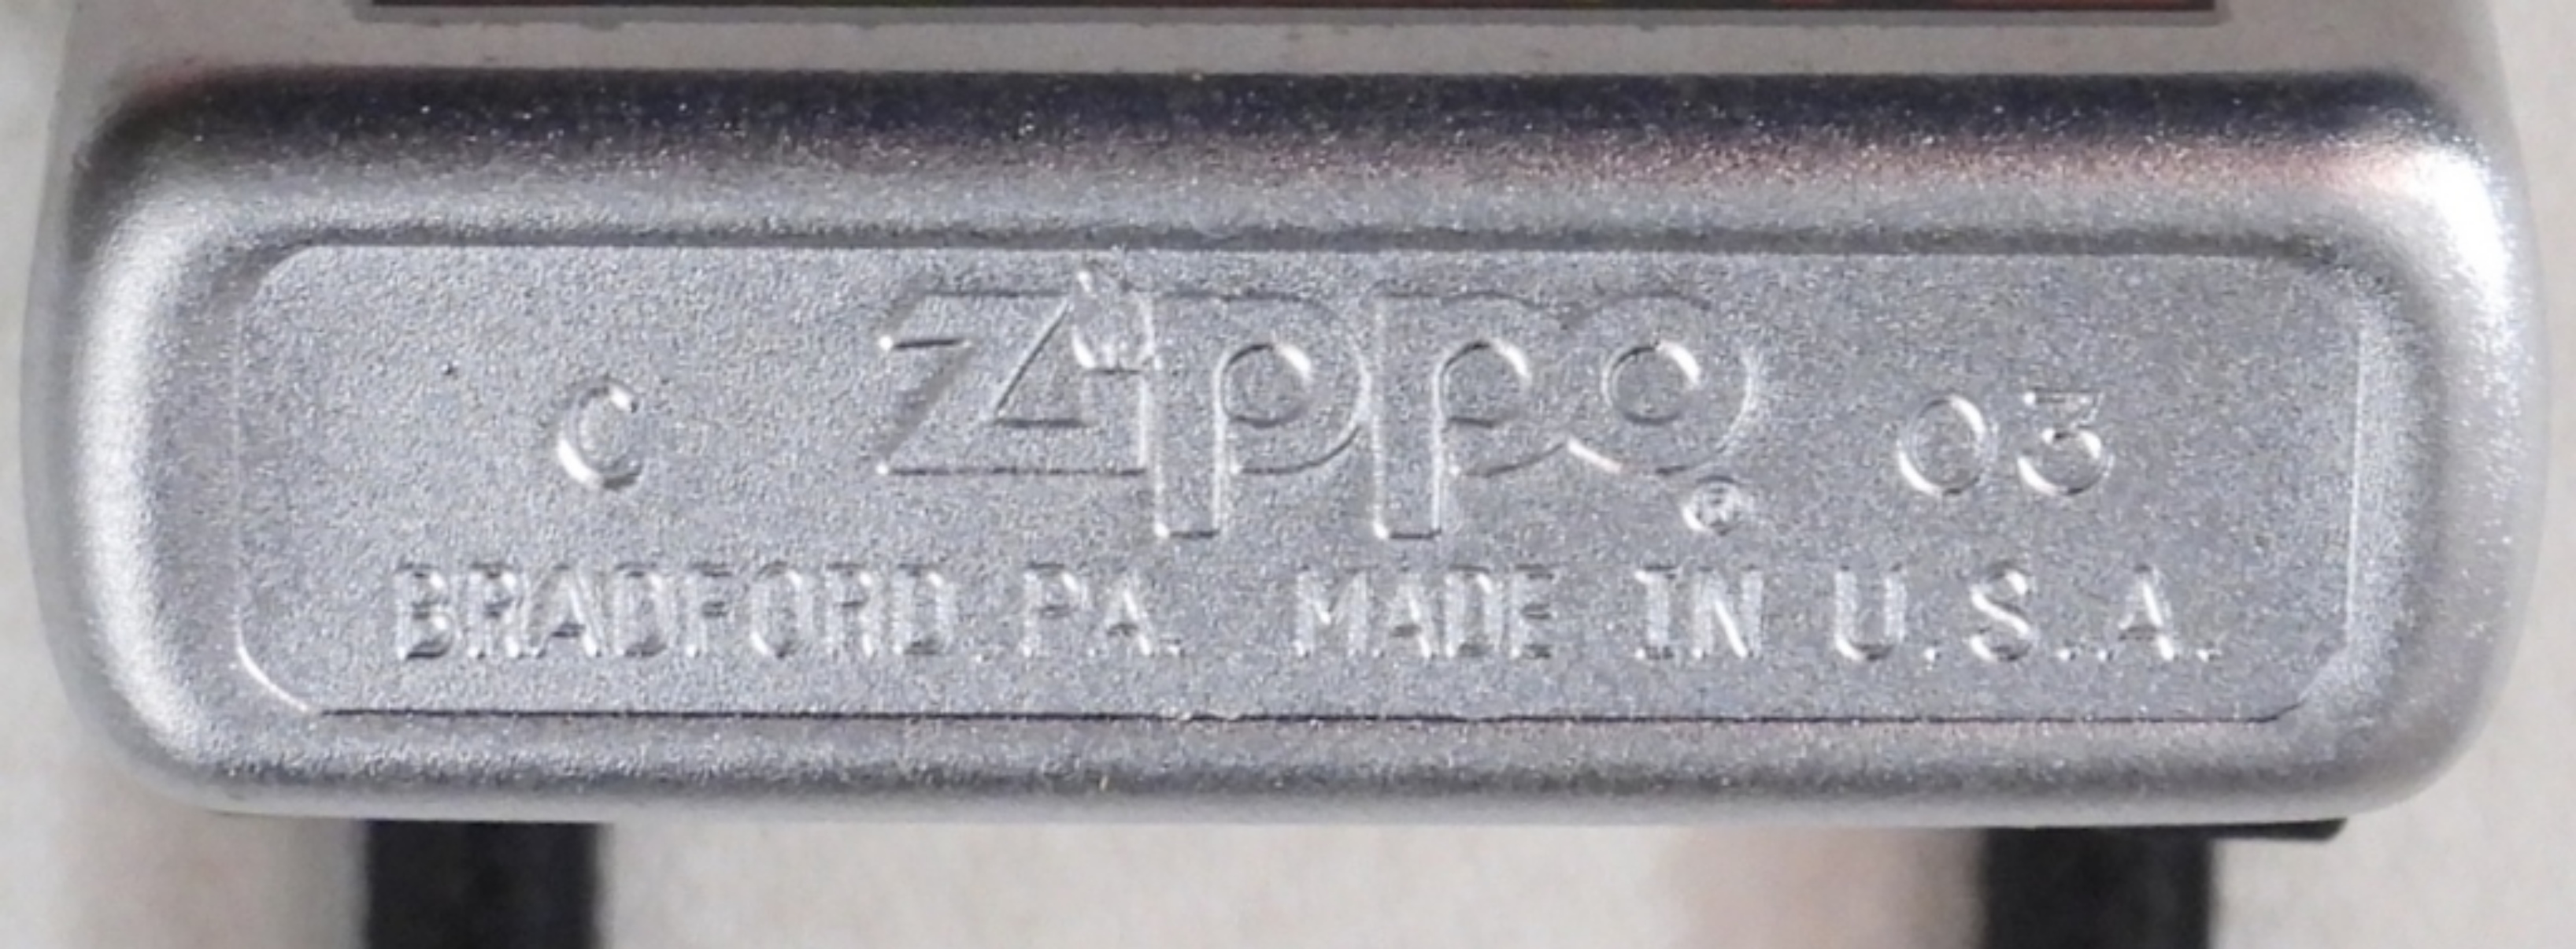 C Zippo ® 03
BRADFORD.PA. MADE IN U.S.A.